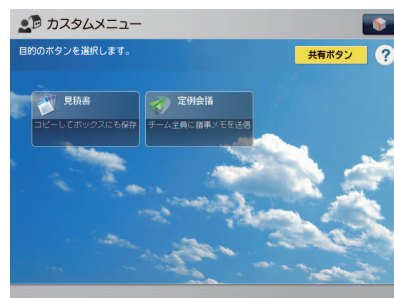 カスタムメニュー
目的のボタンを選択します。
共有ボタン
?
見積書
コピーしてボックスにも保存
定例会議
チーム全員に議事メモを送信